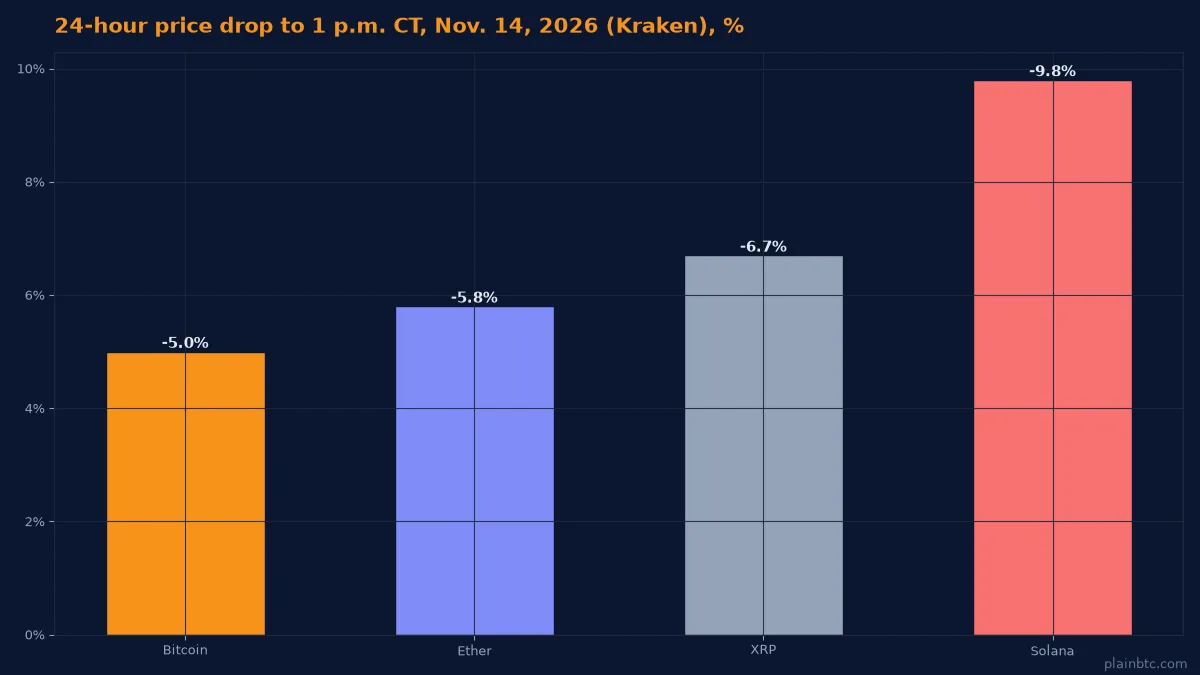 24-hour price drop to 1 p.m. CT, Nov. 14, 2026 (Kraken), %
10%
8%
6%
4%
2%
0%
-5.0%
-5.8%
-6.7%
-9.8%
Bitcoin
Ether
XRP
Solana
plainbtc.com